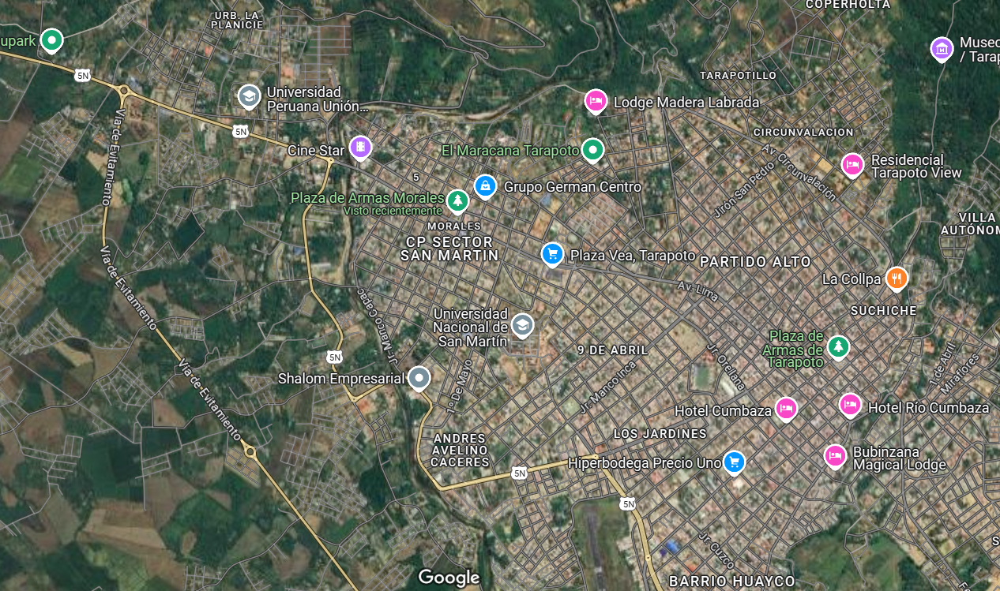 COPERHOLTA
URB. LA
PLANICIE
upark
Museo
/ Tarap
5N
TARAPOTILLO
Universidad
Peruana Unión...
Lodge Madera Labrada
Vía de Evitamiento
5N
CIRCUNVALACION
Cine Star
El Maracana Tarapoto
Av. Circunvalación
Residencial
Tarapoto View
5
Jirón San Pedro
Grupo German Centro
Plaza de Armas Morales
Visto recientemente
MORALES
VILLA
AUTÓNOM
CP SECTOR
SAN MARTIN
Plaza Vea, Tarapoto
PARTIDO ALTO
Vía de Evitamiento
La Collpa
Av. Lima
Jr. Manco Cápac
SUCHICHE
Universidad
Nacional de
San Martín
9 DE ABRIL
Plaza de
Armas de
Tarapoto
5N
Jr. Orellana
1 de Abril
Miraflores
Vía de Evitamiento
Shalom Empresarial
1° De Mayo
Jr. Manco Inca
Hotel Cumbaza
Hotel Río Cumbaza
ANDRES
AVELINO
CACERES
LOS JARDINES
Hiperbodega Precio Uno
Bubinzana
Magical Lodge
5N
5N
Jr. Cuzco
S
Google
BARRIO HUAYCO